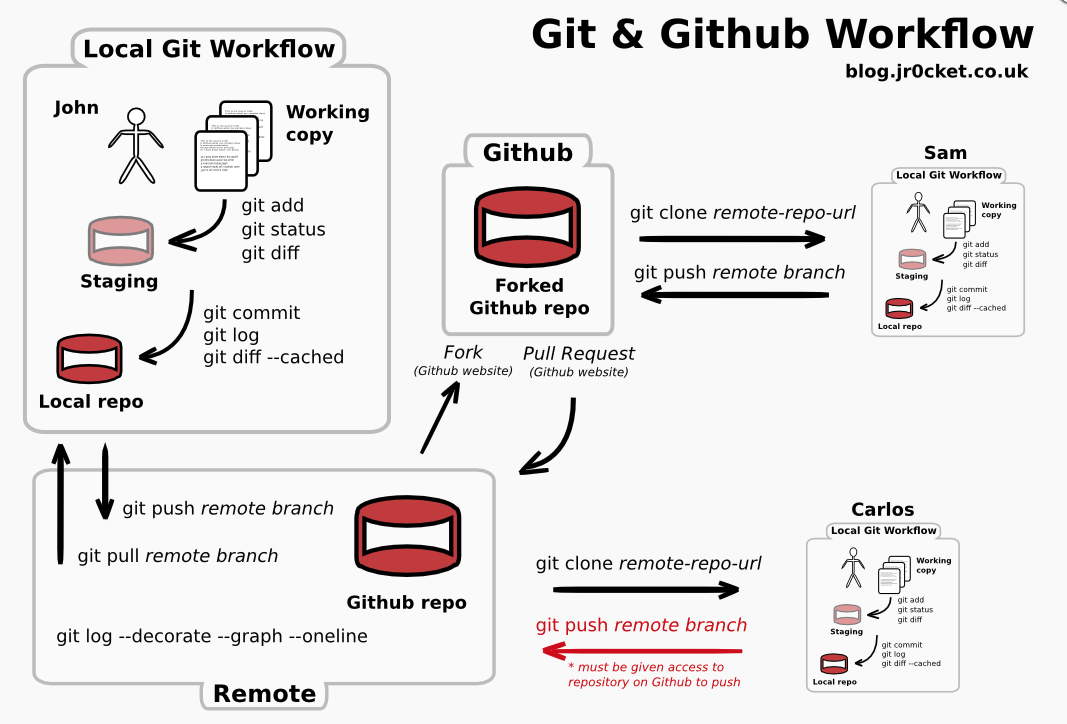 Git & Github Workflow
blog.jr0cket.co.uk
Local Git Workflow
John
Working
copy
git add
git status
git diff
Staging
git commit
git log
git diff --cached
Local repo
Github
Forked
Github repo
Fork
(Github website)
Pull Request
(Github website)
git clone remote-repo-url
git push remote branch
Sam
Local Git Workflow
Working
copy
git add
git status
git diff
Staging
git commit
git log
git diff --cached
Local repo
git push remote branch
git pull remote branch
Github repo
git log --decorate --graph --oneline
Remote
git clone remote-repo-url
git push remote branch
* must be given access to
repository on Github to push
Carlos
Local Git Workflow
Working
copy
git add
git status
git diff
Staging
git commit
git log
git diff --cached
Local repo